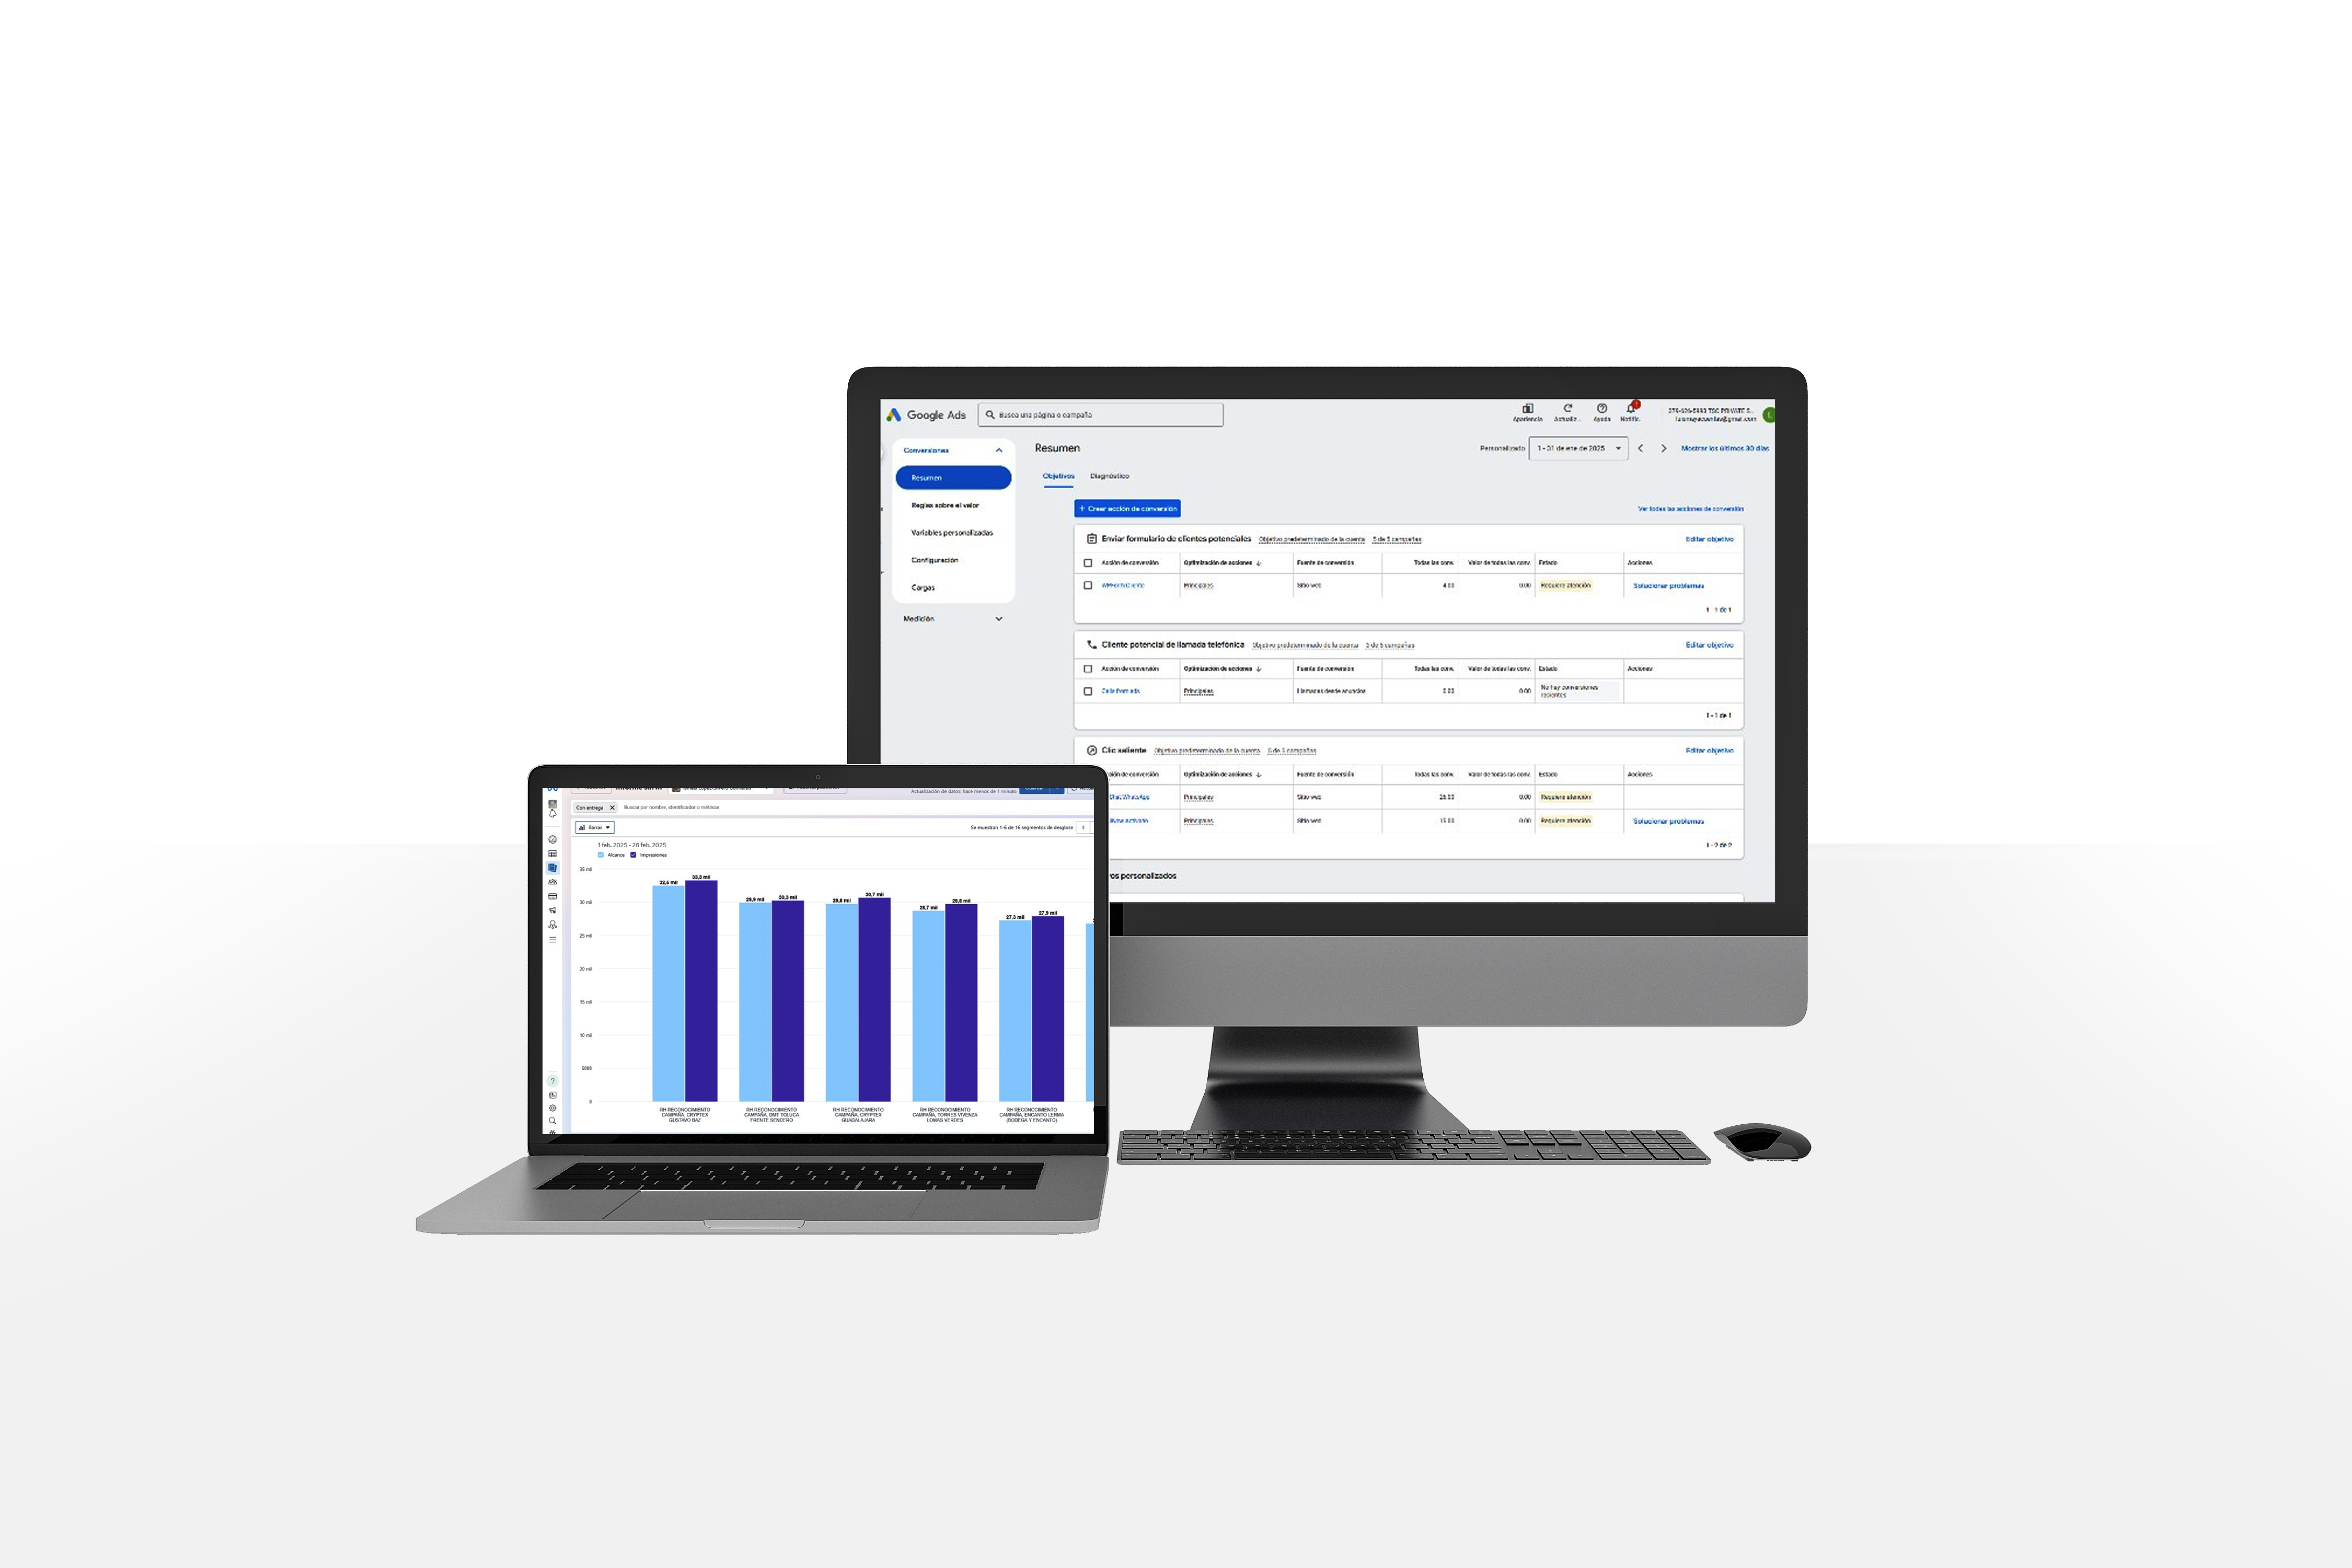 Google Ads
Busca una página o campaña
Apariencia
Actualiz...
Ayuda
Notific.
Conversiones
Resumen
Reglas sobre el valor
Variables personalizadas
Configuración
Cargas
Medición
Resumen
Personalizado
1 - 31 de ene de 2025
Mostrar los últimos 30 días
Objetivos
Diagnóstico
+ Crear acción de conversión
Ver todas las acciones de conversión
Enviar formulario de clientes potenciales
Objetivo predeterminado de la cuenta
5 de 5 campañas
Editar objetivo
Acción de conversión
Optimización de acciones
Fuente de conversión
Todas las conv.
Valor de todas las conv.
Estado
Acciones
Principales
Sitio web
4.00
0.00
Requiere atención
Solucionar problemas
1 - 1 de 1
Cliente potencial de llamada telefónica
Objetivo predeterminado de la cuenta
5 de 5 campañas
Editar objetivo
Acción de conversión
Optimización de acciones
Fuente de conversión
Todas las conv.
Valor de todas las conv.
Estado
Acciones
Calls from ads
Principales
Llamadas desde anuncios
0.00
0.00
No hay conversiones
recientes
1 - 1 de 1
Clic saliente
Objetivo predeterminado de la cuenta
5 de 5 campañas
Editar objetivo
de conversión
Optimización de acciones
Fuente de conversión
Todas las conv.
Valor de todas las conv.
Estado
Acciones
Chat WhatsApp
Principales
Sitio web
0.00
Requiere atención
Principales
Sitio web
15.00
0.00
Requiere atención
Solucionar problemas
1 - 2 de 2
personalizados
Actualización de datos: hace menos de 1 minuto
Con entrega
Buscar por nombre, identificador o métricas
Barras
Se muestran 1-6 de 16 segmentos de desglose
1 feb. 2025 - 28 feb. 2025
Alcance
Impresiones
35 mil
30 mil
25 mil
20 mil
15 mil
10 mil
5000
0
32,5 mil
33,3 mil
29,9 mil
30,3 mil
29,8 mil
30,7 mil
28,7 mil
29,8 mil
27,3 mil
27,9 mil
RH RECONOCIMIENTO
CAMPAÑA, CRYPTEX
GUSTAVO BAZ
RH RECONOCIMIENTO
CAMPAÑA, DMT TOLUCA
FRENTE SENDERO
RH RECONOCIMIENTO
CAMPAÑA, CRYPTEX
GUADALAJARA
RH RECONOCIMIENTO
CAMPAÑA, TORRES VIVENZA
LOMAS VERDES
RH RECONOCIMIENTO
CAMPAÑA, ENCANTO LERMA
(BODEGA Y ENCANTO)